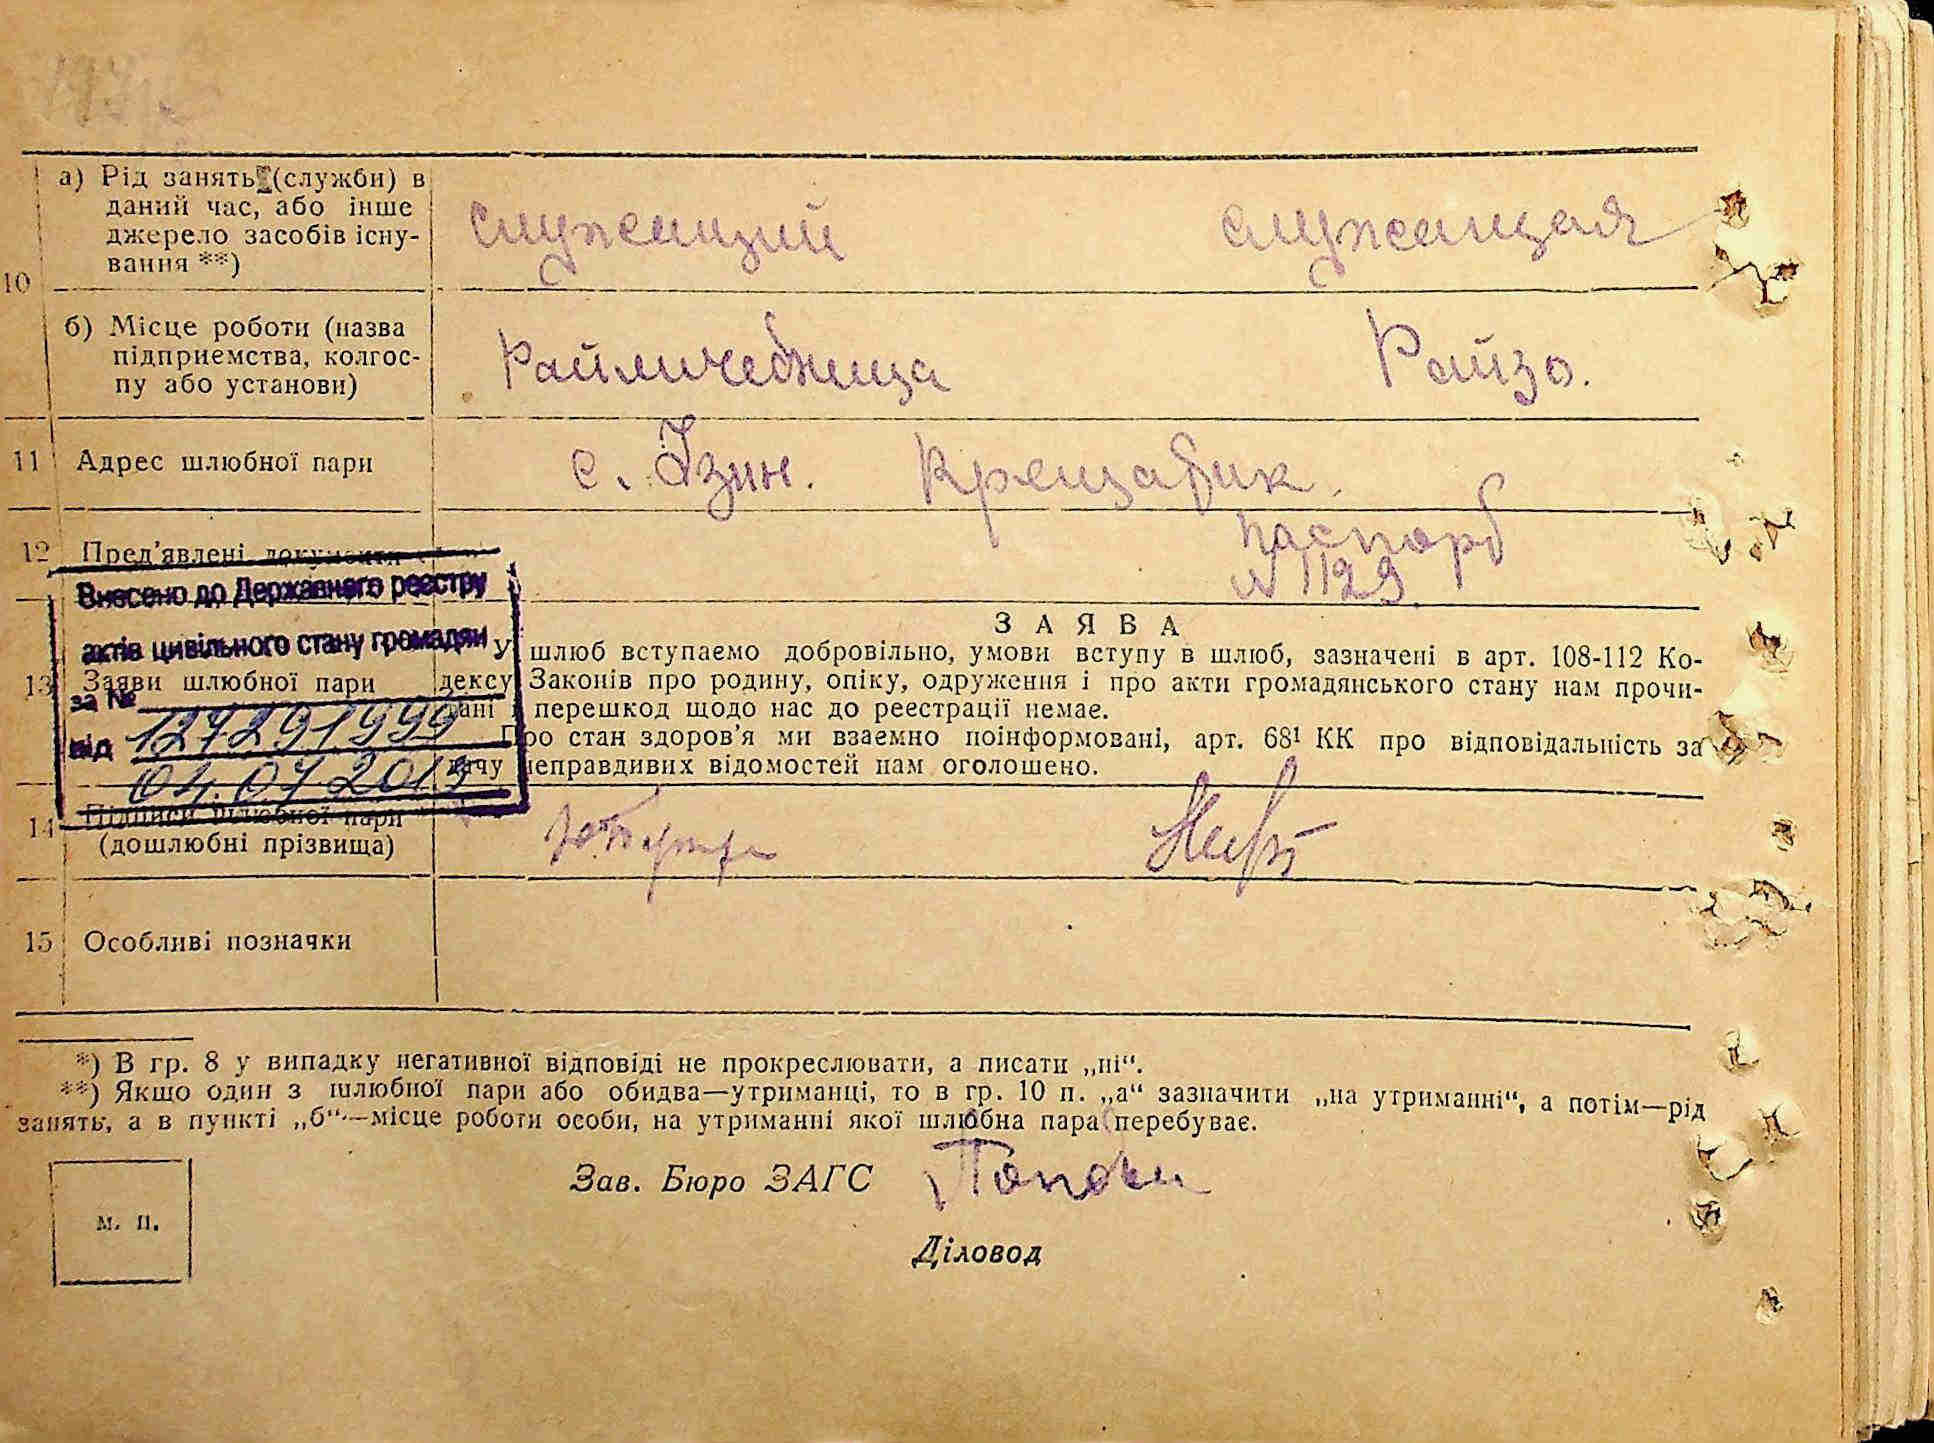 а) Рід занять (служби) в
даний час, або інше
джерело засобів існу-
вання **)
служащий служащая
10
б) Місце роботи (назва
підприємства, колгос-
пу або установи)
Райличебница Райзо.
11 Адрес шлюбної пари
с. Узин.
12 Пред'явлені документи
паспорт
№ 1129
Внесено до Державного реєстру
актів цивільного стану громадян
за №
127291999
від
04.07.2013
ЗАЯВА
13 Заяви шлюбної пари
У шлюб вступаємо добровільно, умови вступу в шлюб, зазначені в арт. 108-112 Ко-
дексу Законів про родину, опіку, одруження і про акти громадянського стану нам прочи-
тані і перешкод щодо нас до реєстрації немає.
Про стан здоров'я ми взаємно поінформовані, арт. 68¹ КК про відповідальність за
дачу неправдивих відомостей нам оголошено.
14 Підписи шлюбної пари
(дошлюбні прізвища)
15 Особливі позначки
*) В гр. 8 у випадку негативної відповіді не прокреслювати, а писати „ні“.
**) Якщо один з шлюбної пари або обидва—утриманці, то в гр. 10 п. „а“ зазначити „на утриманні“, а потім—рід
занять, а в пункті „б“—місце роботи особи, на утриманні якої шлюбна пара перебуває.
Зав. Бюро ЗАГС
м. п.
Діловод